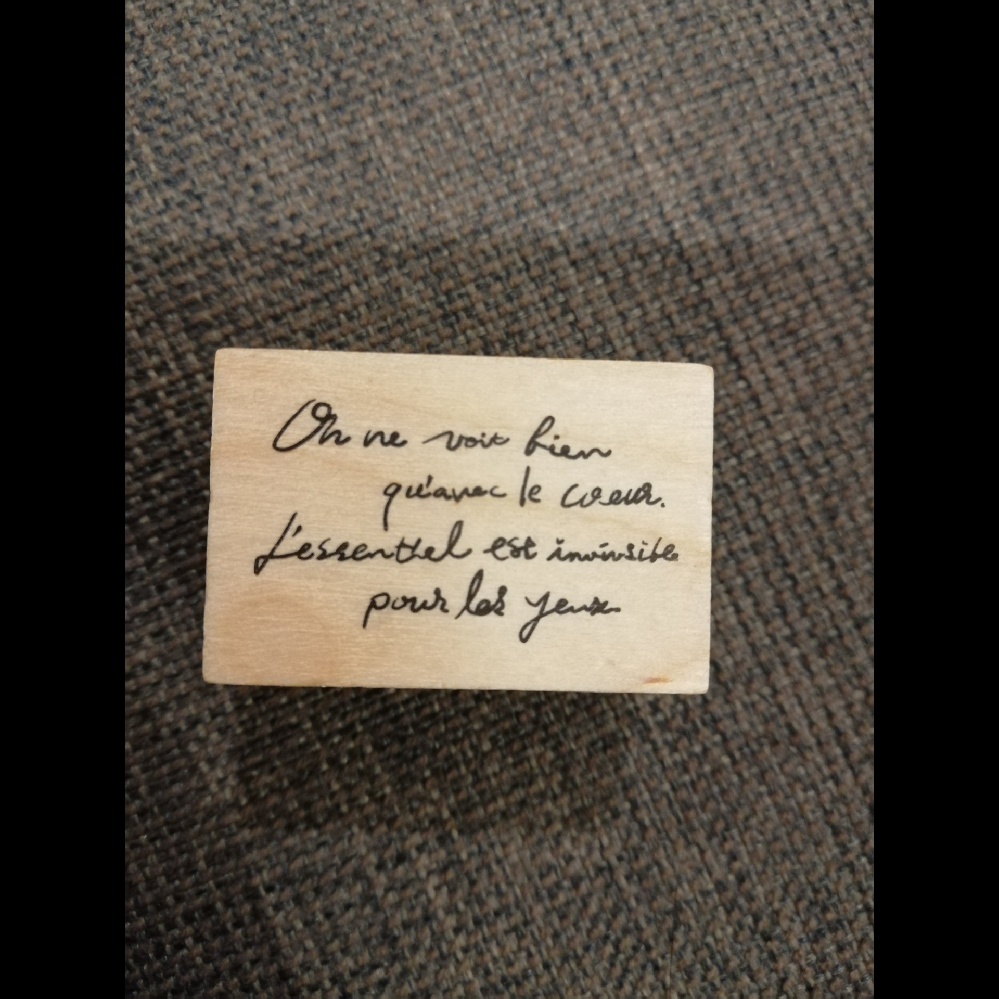 On ne voit bien
qu'avec le coeur.
L'essentiel est invisible
pour les yeux